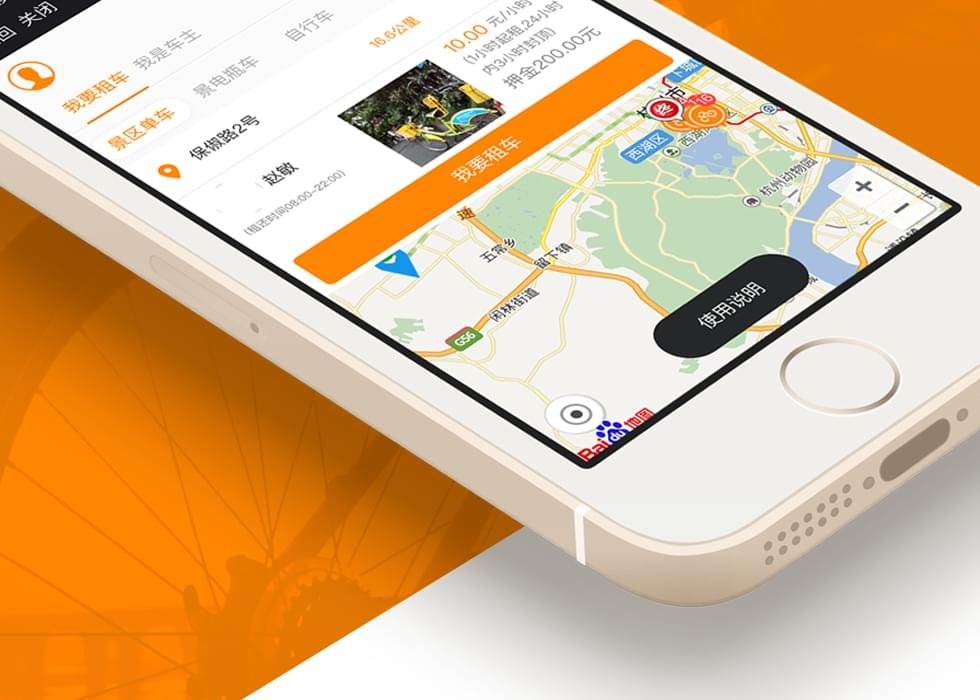 回 关闭
我要租车 我是车主
景区单车 景电瓶车 自行车
保俶路2号 16.6公里
赵敏
(租还时间08:00~22:00)
10.00 元/小时
(1小时起租,24小时
内3小时封顶)
押金200.00元
我要租车
西湖区
杭州动物园
五常乡
留下镇
闲林街道
G56
终
+
−
使用说明
Baidu地图